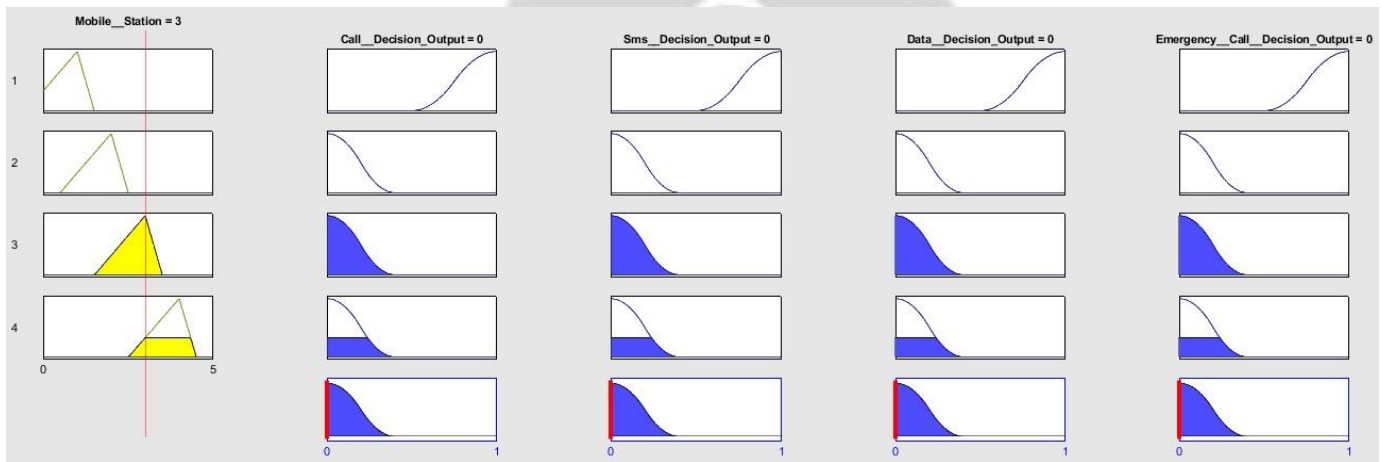 Mobile__Station = 3
Call__Decision_Output = 0
Sms__Decision_Output = 0
Data__Decision_Output = 0
Emergency__Call__Decision_Output = 0
1
2
3
4
0 5
0 1 0 1 0 1 0 1